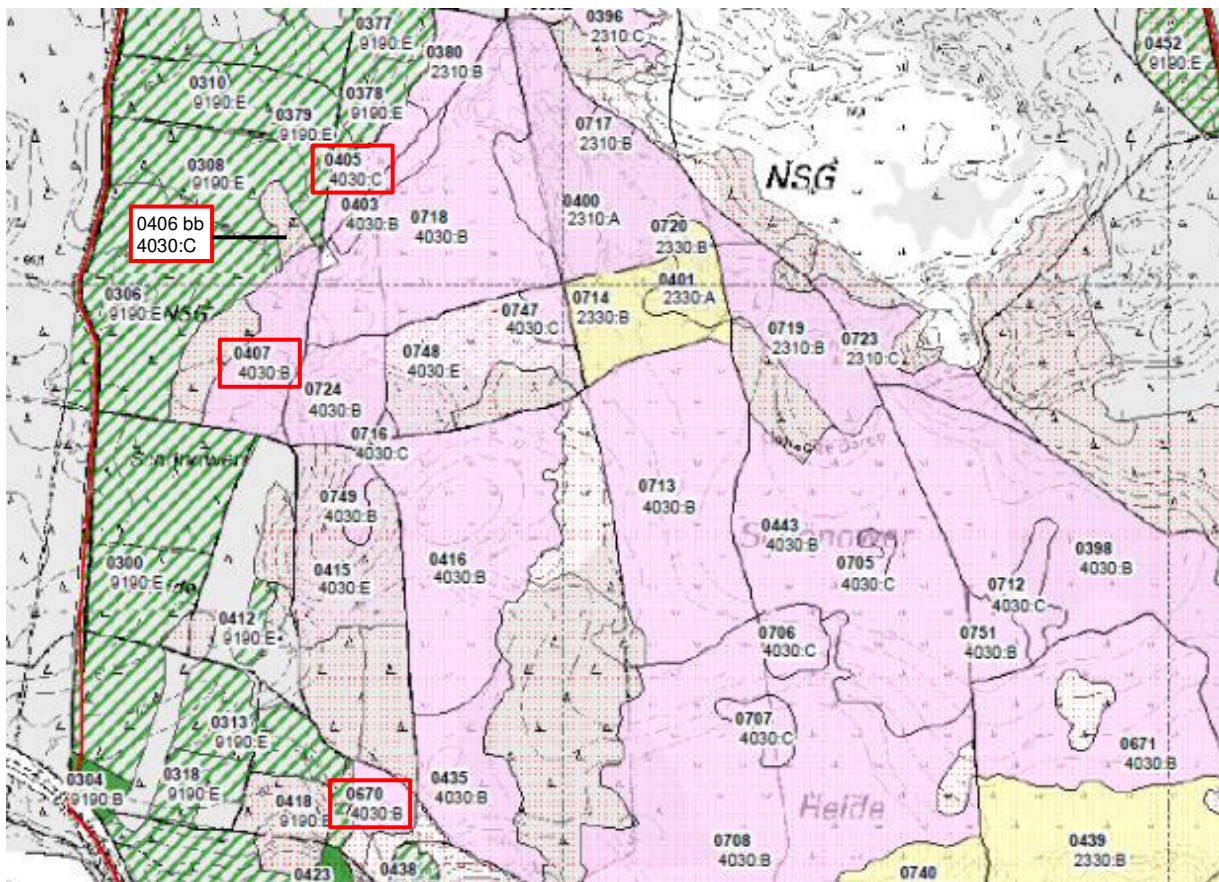 0377
9190:E
0396
2310:C
0452
9190:E
0380
2310:B
0310
9190:E
0378
9190:E
0379
9190:E
0717
2310:B
0405
4030:C
0308
9190:E
NSG
0403
4030:B
0718
4030:B
0400
2310:A
0406 bb
4030:C
0720
2330:B
0401
2330:A
0306
9190:E
NSG
0714
2330:B
0747
4030:C
0719
2310:B
0723
2310:C
0407
4030:B
0748
4030:E
0724
4030:B
0716
4030:C
0749
4030:B
0713
4030:B
0443
4030:B
0705
4030:C
0398
4030:B
0300
9190:E
0415
4030:E
0416
4030:B
0712
4030:C
0412
9190:E
0706
4030:C
0751
4030:B
0313
9190:E
0707
4030:C
0671
4030:B
0304
9190:B
0318
9190:E
0418
0670
4030:B
0435
4030:B
Heide
0708
4030:B
0439
2330:B
0423
0438
0740